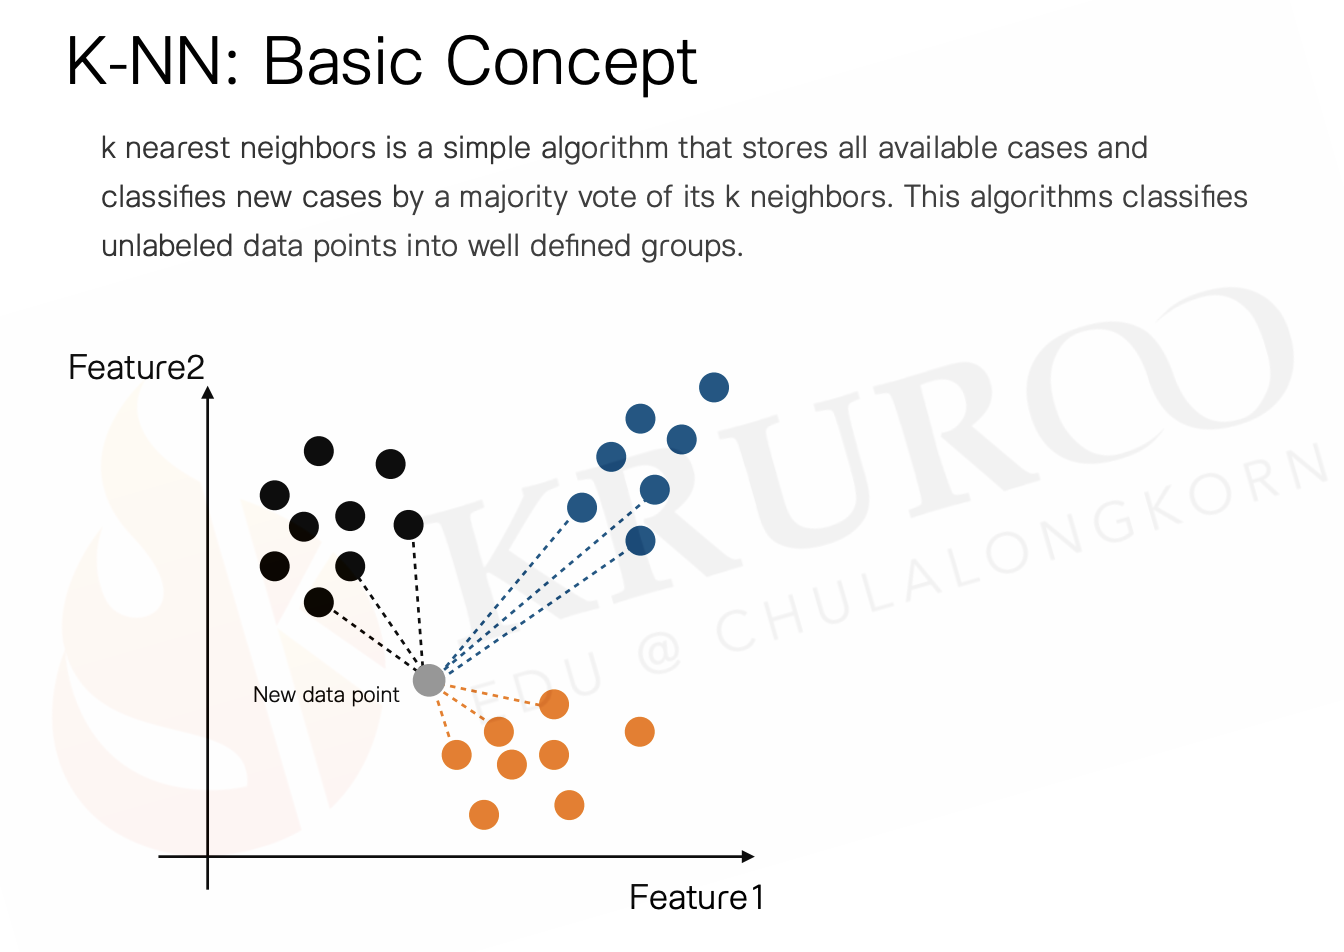 K-NN: Basic Concept
k nearest neighbors is a simple algorithm that stores all available cases and
classifies new cases by a majority vote of its k neighbors. This algorithms classifies
unlabeled data points into well defined groups.
Feature2
New data point
Feature1
KRUROO
EDU @ CHULALONGKORN